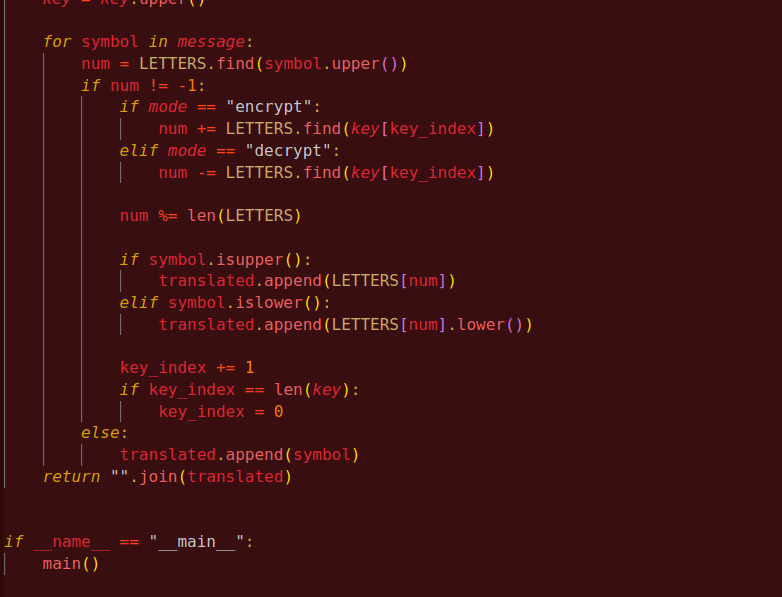 key = key.upper()
for symbol in message:
num = LETTERS.find(symbol.upper())
if num != -1:
if mode == "encrypt":
num += LETTERS.find(key[key_index])
elif mode == "decrypt":
num -= LETTERS.find(key[key_index])
num %= len(LETTERS)
if symbol.isupper():
translated.append(LETTERS[num])
elif symbol.islower():
translated.append(LETTERS[num].lower())
key_index += 1
if key_index == len(key):
key_index = 0
else:
translated.append(symbol)
return "".join(translated)
if __name__ == "__main__":
main()